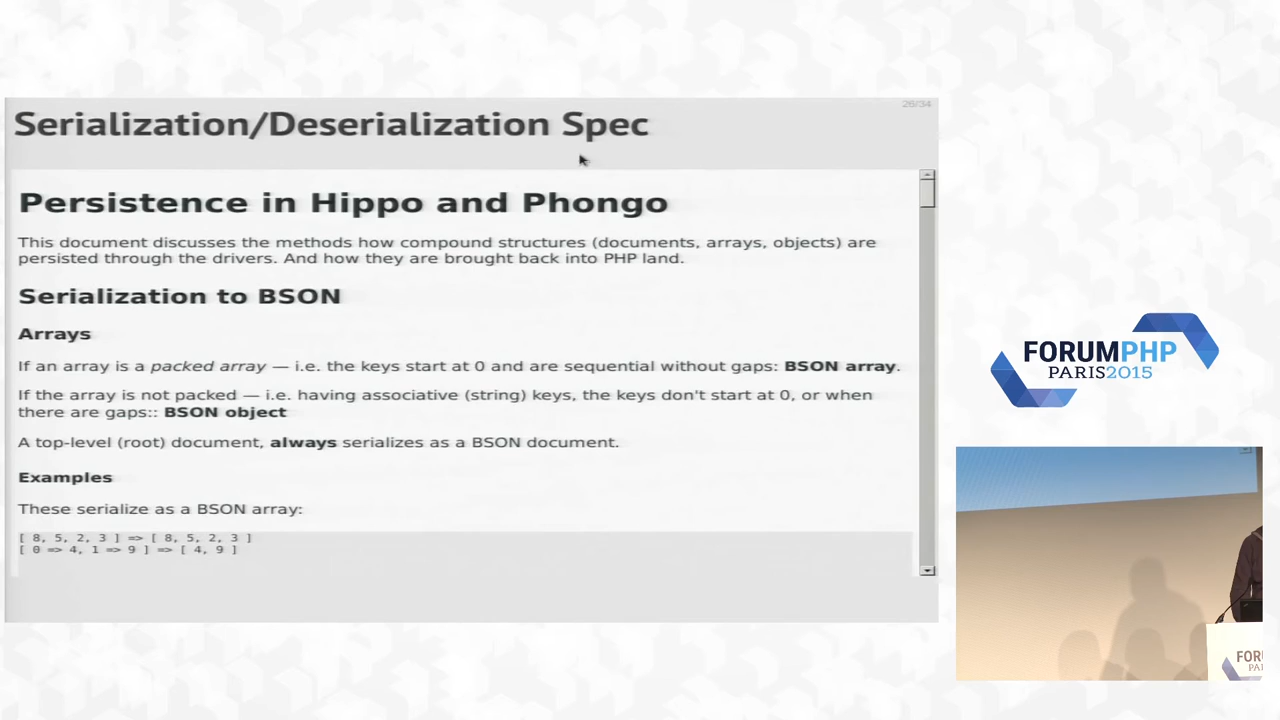 26/34
Serialization/Deserialization Spec
Persistence in Hippo and Phongo
This document discusses the methods how compound structures (documents, arrays, objects) are
persisted through the drivers. And how they are brought back into PHP land.
Serialization to BSON
Arrays
If an array is a packed array — i.e. the keys start at 0 and are sequential without gaps: BSON array.
If the array is not packed — i.e. having associative (string) keys, the keys don't start at 0, or when
there are gaps:: BSON object
A top-level (root) document, always serializes as a BSON document.
Examples
These serialize as a BSON array:
[ 8, 5, 2, 3 ] => [ 8, 5, 2, 3 ]
[ 0 => 4, 1 => 9 ] => [ 4, 9 ]
FORUMPHP
PARIS2015
FOR
PA